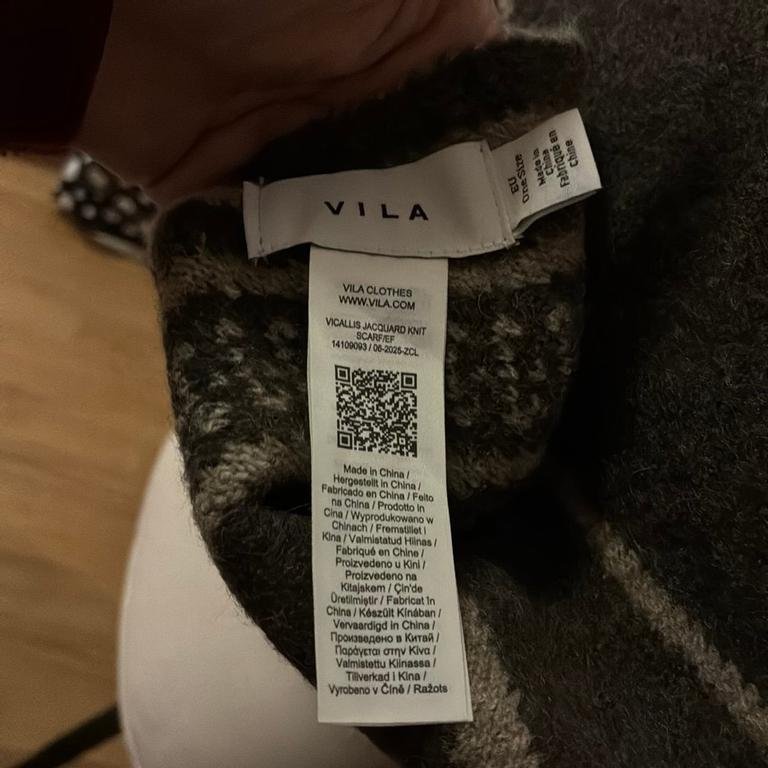 VILA
EU
One Size
Made in
China
Fabriqué en
Chine
VILA CLOTHES
WWW.VILA.COM
VICALLIS JACQUARD KNIT
SCARF/EF
14109093 / 06-2025-ZCL
Made in China /
Hergestellt in China /
Fabricado en China / Feito
na China / Prodotto in
Cina / Wyprodukowano w
Chinach / Fremstillet i
Kina / Valmistatud Hiinas /
Fabriqué en Chine /
Proizvedeno u Kini /
Proizvedeno na
Kitajskem / Çin'de
Üretilmiştir / Fabricat în
China / Készült Kínában /
Vervaardigd in China /
Произведено в Китай /
Παράγεται στην Κίνα /
Valmistettu Kiinassa /
Tillverkad i Kina /
Vyrobeno v Číně / Ražots